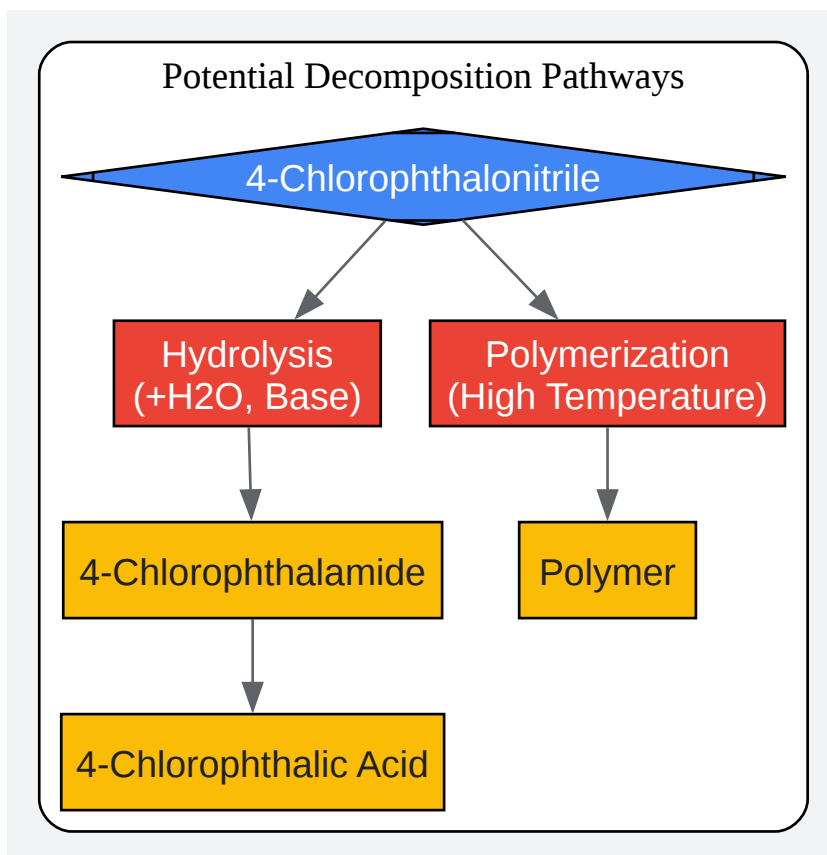 Potential Decomposition Pathways
4-Chlorophthalonitrile
Hydrolysis
(+H2O, Base)
Polymerization
(High Temperature)
4-Chlorophthalamide
Polymer
4-Chlorophthalic Acid